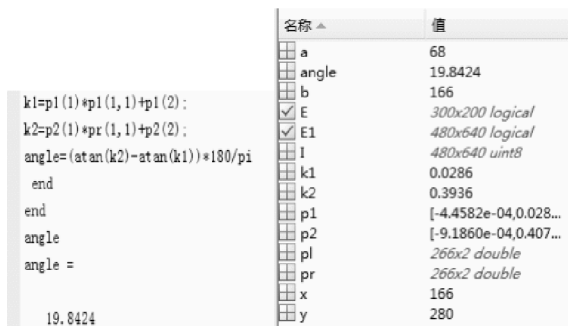 k1=p1(1)*pl(1,1)+p1(2);
k2=p2(1)*pr(1,1)+p2(2);
angle=(atan(k2)-atan(k1))*180/pi
end
end
angle
angle =
19.8424
名称 值
a 68
angle 19.8424
b 166
E 300x200 logical
E1 480x640 logical
I 480x640 uint8
k1 0.0286
k2 0.3936
p1 [-4.4582e-04,0.028...
p2 [-9.1860e-04,0.407...
pl 266x2 double
pr 266x2 double
x 166
y 280